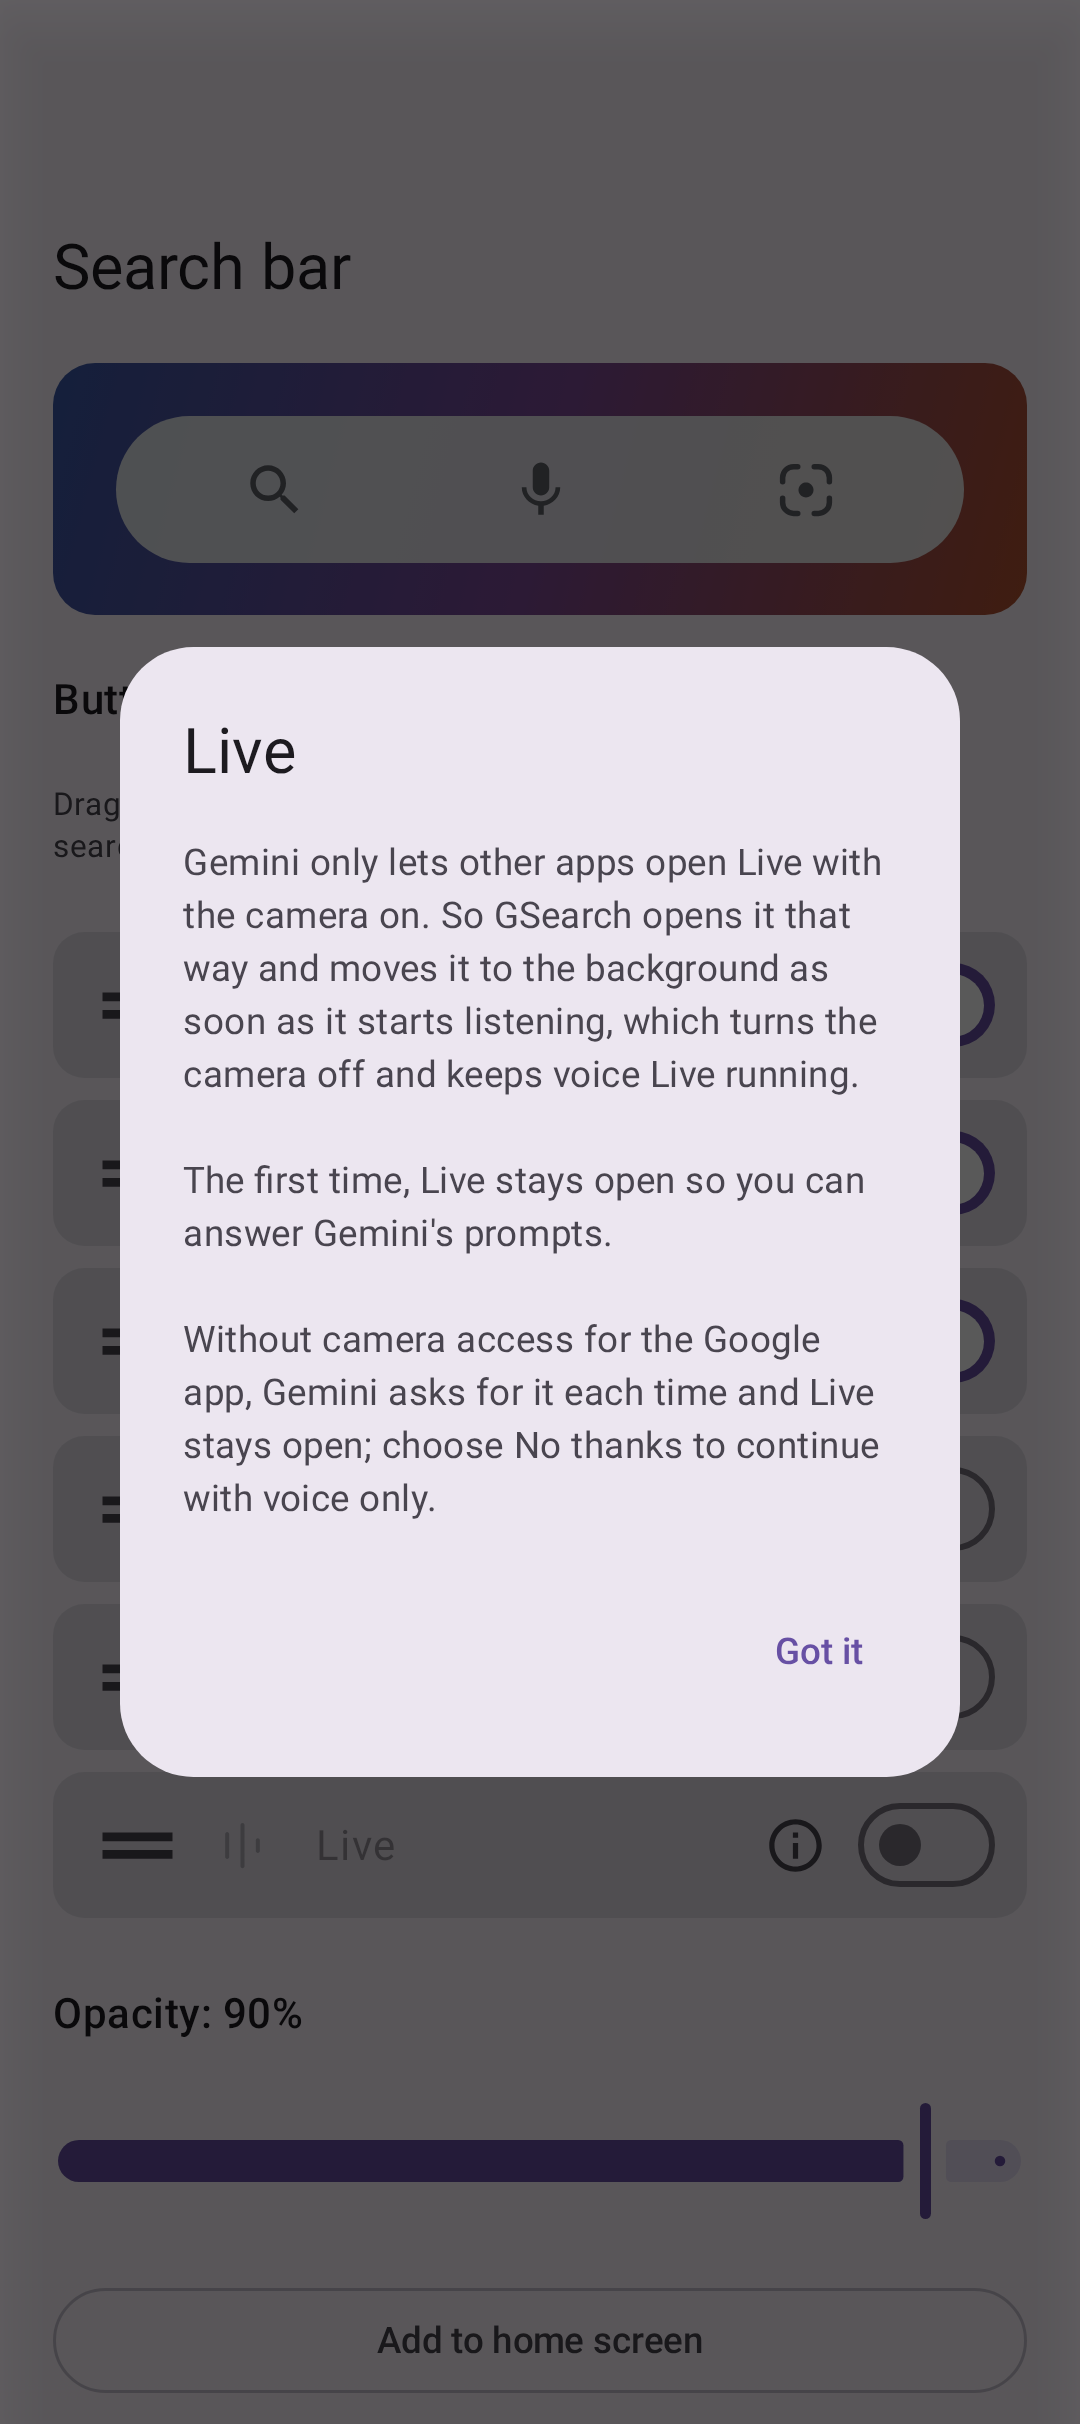 Search bar
Live
Gemini only lets other apps open Live with
the camera on. So GSearch opens it that
way and moves it to the background as
soon as it starts listening, which turns the
camera off and keeps voice Live running.
The first time, Live stays open so you can
answer Gemini's prompts.
Without camera access for the Google
app, Gemini asks for it each time and Live
stays open; choose No thanks to continue
with voice only.
Got it
Live
Opacity: 90%
Add to home screen